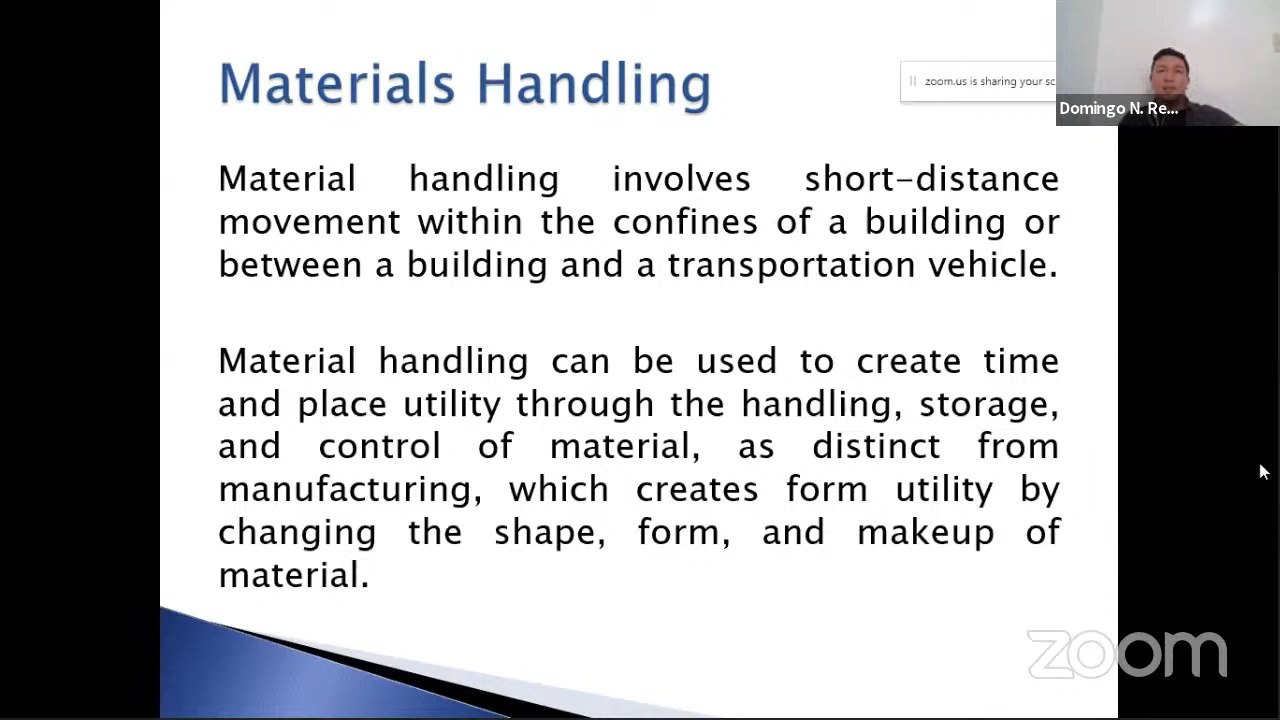 Materials Handling
zoom.us is sharing your sc
Domingo N. Re...
Material handling involves short-distance
movement within the confines of a building or
between a building and a transportation vehicle.
Material handling can be used to create time
and place utility through the handling, storage,
and control of material, as distinct from
manufacturing, which creates form utility by
changing the shape, form, and makeup of
material.
zoom